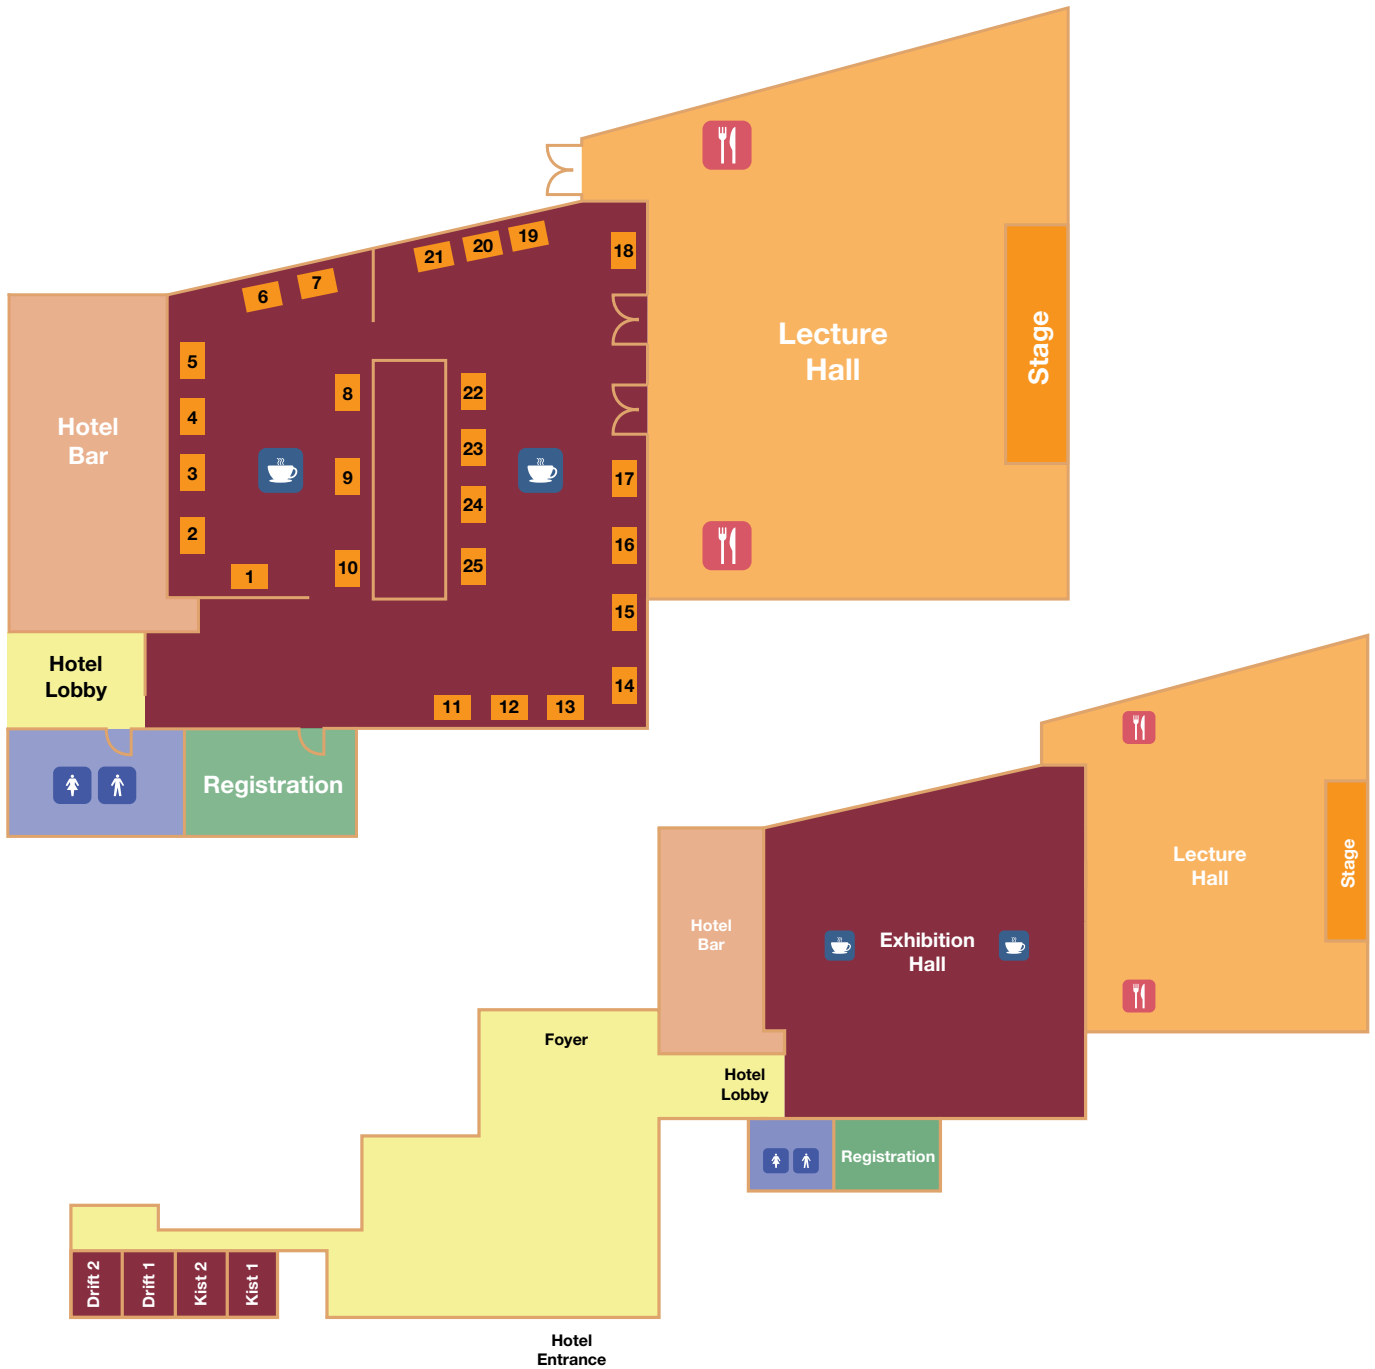 19
18
20
21
7
6
Lecture
Hall
Stage
5
8
22
4
Hotel
Bar
23
3
9
17
24
2
16
25
10
1
15
Hotel
Lobby
14
11
12
13
Registration
Lecture
Hall
Stage
Hotel
Bar
Exhibition
Hall
Foyer
Hotel
Lobby
Registration
Drift 2
Drift 1
Kist 2
Kist 1
Hotel
Entrance